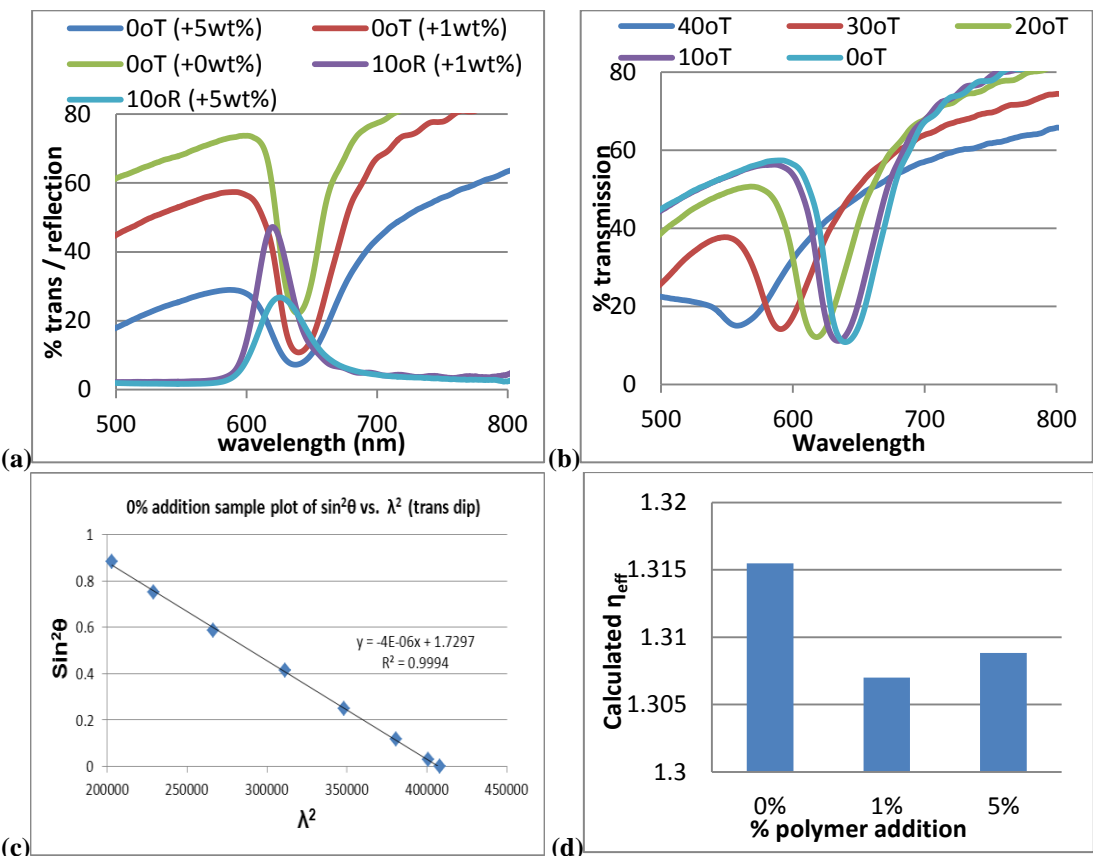 0oT (+5wt%) 0oT (+1wt%)
0oT (+0wt%) 10oR (+1wt%)
10oR (+5wt%)
80
60
40
20
0
% trans / reflection
500 600 700 800
wavelength (nm)
(a)
40oT 30oT 20oT
10oT 0oT
80
60
40
20
0
% transmission
500 600 700 800
Wavelength
(b)
0% addition sample plot of sin²θ vs. λ² (trans dip)
1
0.8
0.6
0.4
0.2
0
Sin²θ
y = -4E-06x + 1.7297
R² = 0.9994
200000 250000 300000 350000 400000 450000
λ²
(c)
1.32
1.315
1.31
1.305
1.3
Calculated ηeff
0% 1% 5%
% polymer addition
(d)